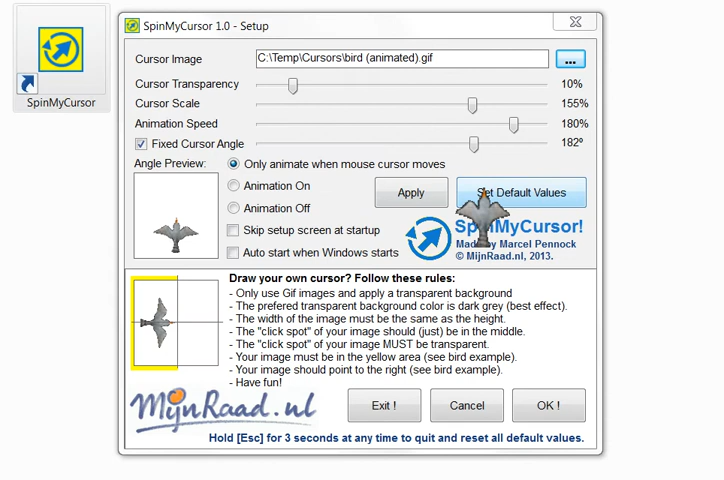 SpinMyCursor
SpinMyCursor 1.0 - Setup
Cursor Image
C:\Temp\Cursors\bird (animated).gif
...
Cursor Transparency
10%
Cursor Scale
155%
Animation Speed
180%
Fixed Cursor Angle
182º
Angle Preview:
Only animate when mouse cursor moves
Animation On
Animation Off
Apply
Set Default Values
Skip setup screen at startup
Auto start when Windows starts
SpinMyCursor!
Made by Marcel Pennock
© MijnRaad.nl, 2013.
Draw your own cursor? Follow these rules:
- Only use Gif images and apply a transparent background
- The prefered transparent background color is dark grey (best effect).
- The width of the image must be the same as the height.
- The "click spot" of your image should (just) be in the middle.
- The "click spot" of your image MUST be transparent.
- Your image must be in the yellow area (see bird example).
- Your image should point to the right (see bird example).
- Have fun!
MijnRaad.nl
Exit !
Cancel
OK !
Hold [Esc] for 3 seconds at any time to quit and reset all default values.